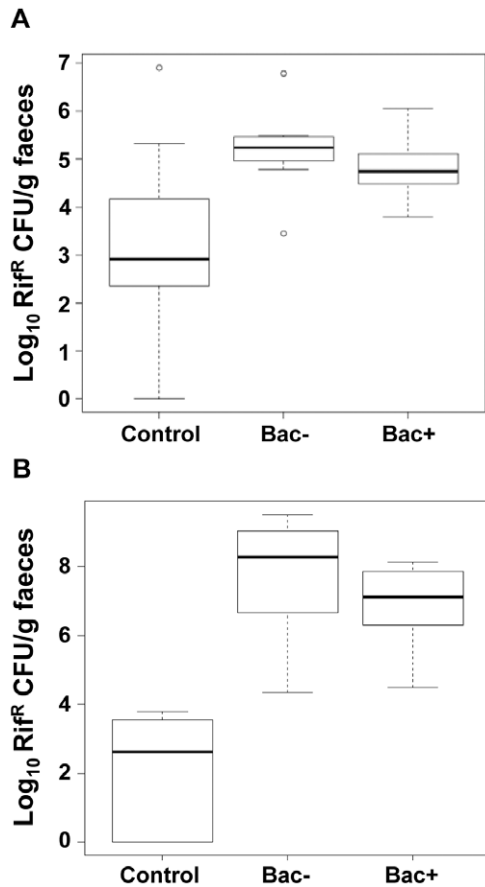 A
Log₁₀ Rifᴿ CFU/g faeces
7
6
5
4
3
2
1
0
Control Bac- Bac+
B
Log₁₀ Rifᴿ CFU/g faeces
8
6
4
2
0
Control Bac- Bac+